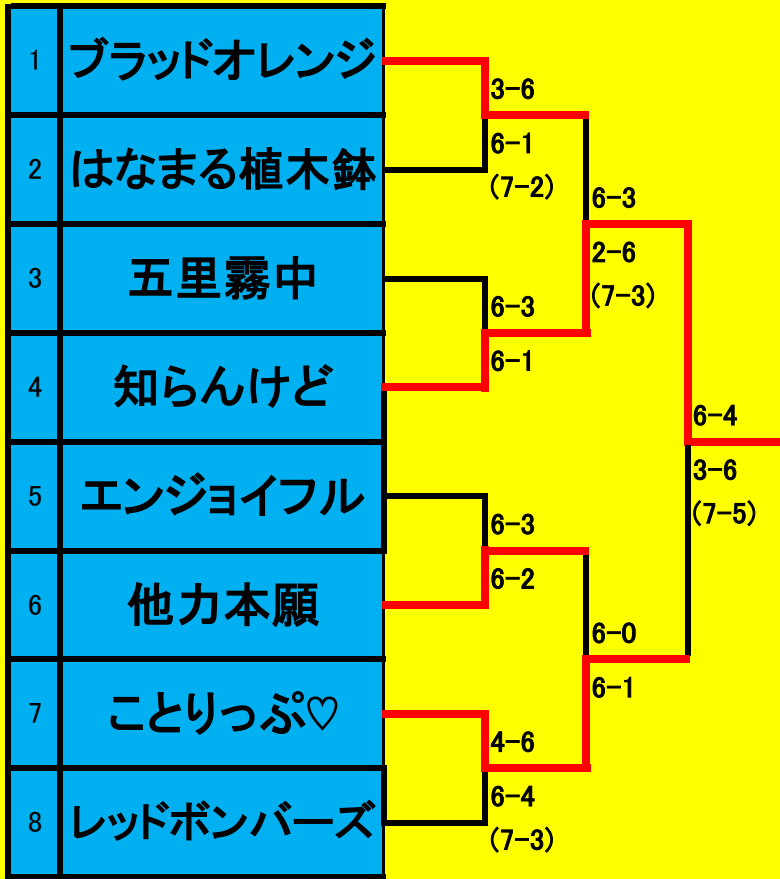 1 ブラッドオレンジ
2 はなまる植木鉢
3 五里霧中
4 知らんけど
5 エンジョイフル
6 他力本願
7 ことりっぷ♡
8 レッドボンバーズ
3-6
6-1
(7-2)
6-3
6-1
6-3
6-2
4-6
6-4
(7-3)
6-3
2-6
(7-3)
6-0
6-1
6-4
3-6
(7-5)